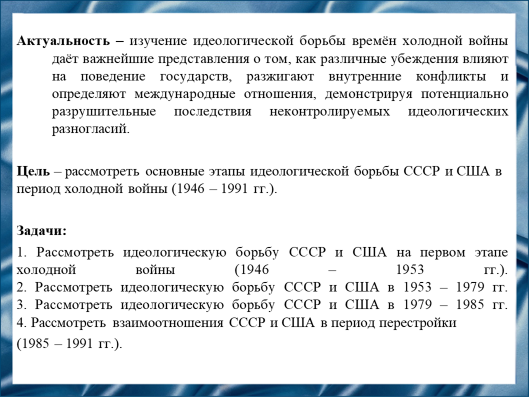 Актуальность – изучение идеологической борьбы времён холодной войны
даёт важнейшие представления о том, как различные убеждения влияют
на поведение государств, разжигают внутренние конфликты и
определяют международные отношения, демонстрируя потенциально
разрушительные последствия неконтролируемых идеологических
разногласий.
Цель – рассмотреть основные этапы идеологической борьбы СССР и США в
период холодной войны (1946 – 1991 гг.).
Задачи:
1. Рассмотреть идеологическую борьбу СССР и США на первом этапе
холодной войны (1946 – 1953 гг.).
2. Рассмотреть идеологическую борьбу СССР и США в 1953 – 1979 гг.
3. Рассмотреть идеологическую борьбу СССР и США в 1979 – 1985 гг.
4. Рассмотреть взаимоотношения СССР и США в период перестройки
(1985 – 1991 гг.).